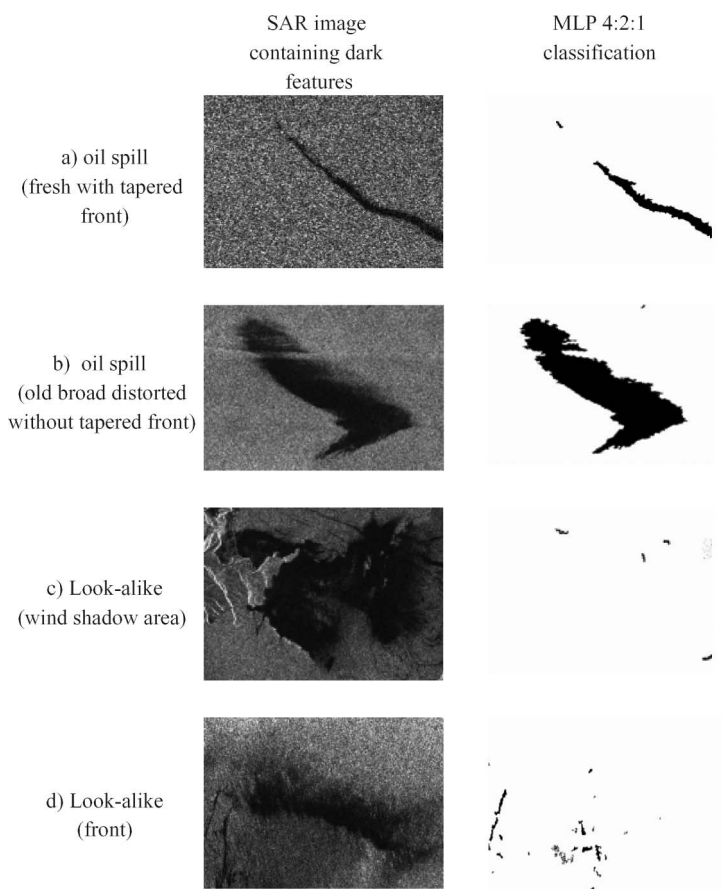 SAR image
containing dark
features
MLP 4:2:1
classification
a) oil spill
(fresh with tapered
front)
b) oil spill
(old broad distorted
without tapered front)
c) Look-alike
(wind shadow area)
d) Look-alike
(front)